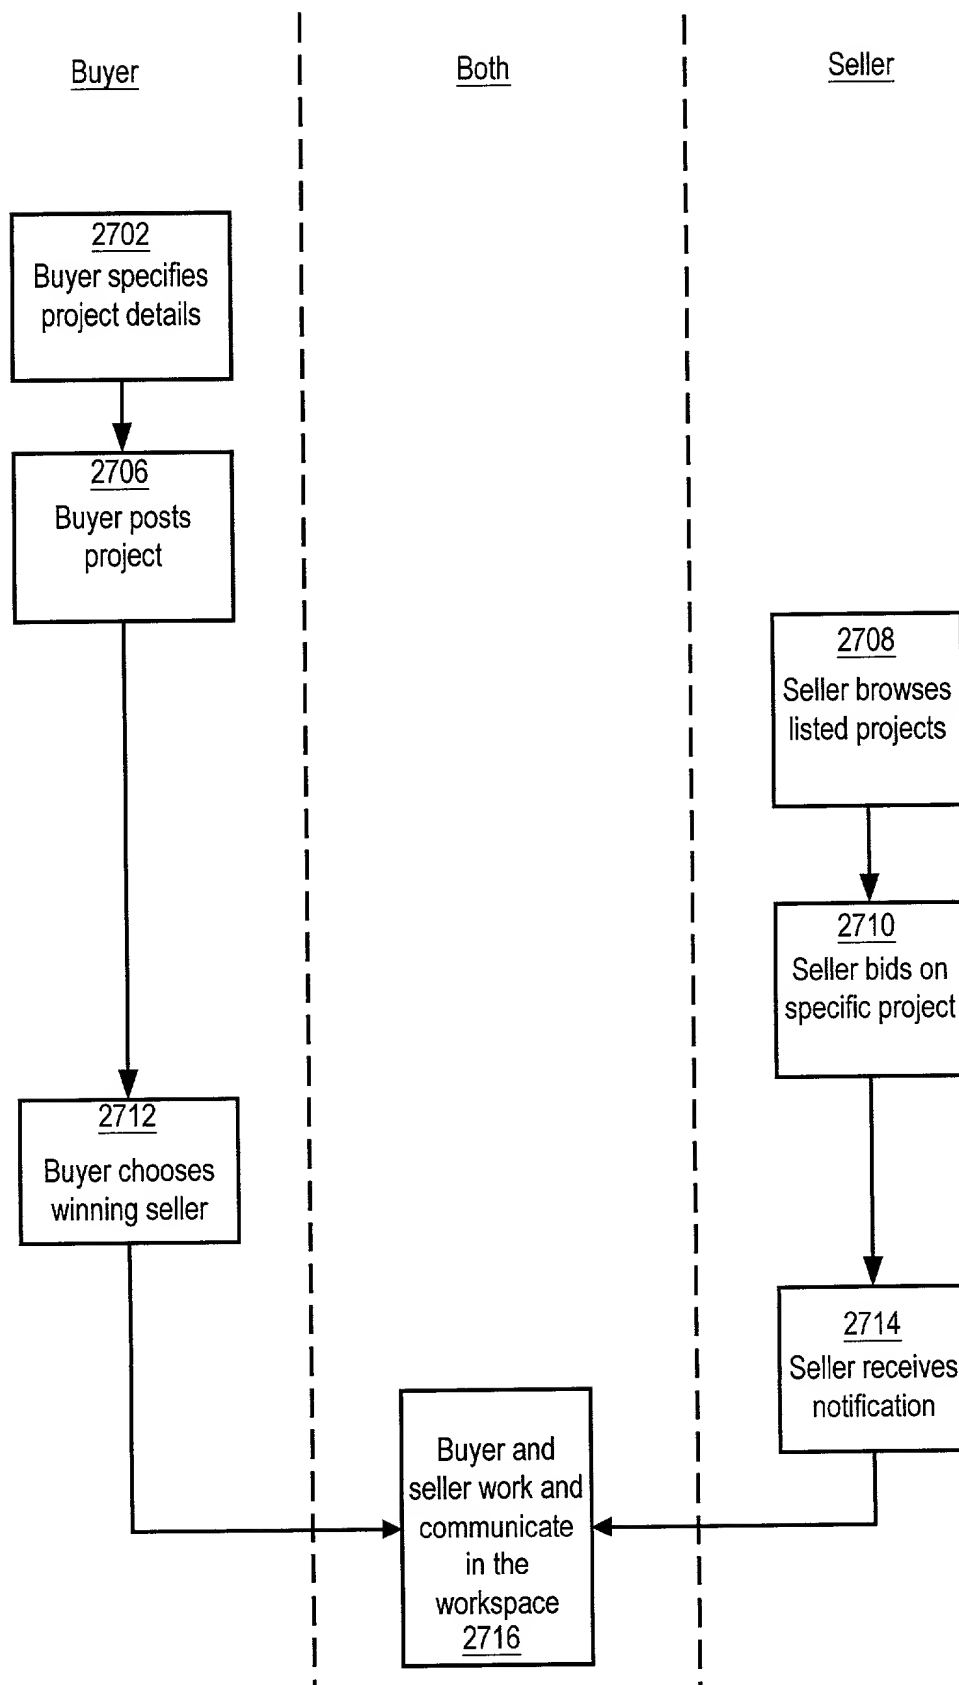 Buyer
Both
Seller
2702
Buyer specifies
project details
2706
Buyer posts
project
2708
Seller browses
listed projects
2710
Seller bids on
specific project
2712
Buyer chooses
winning seller
2714
Seller receives
notification
Buyer and
seller work and
communicate
in the
workspace
2716